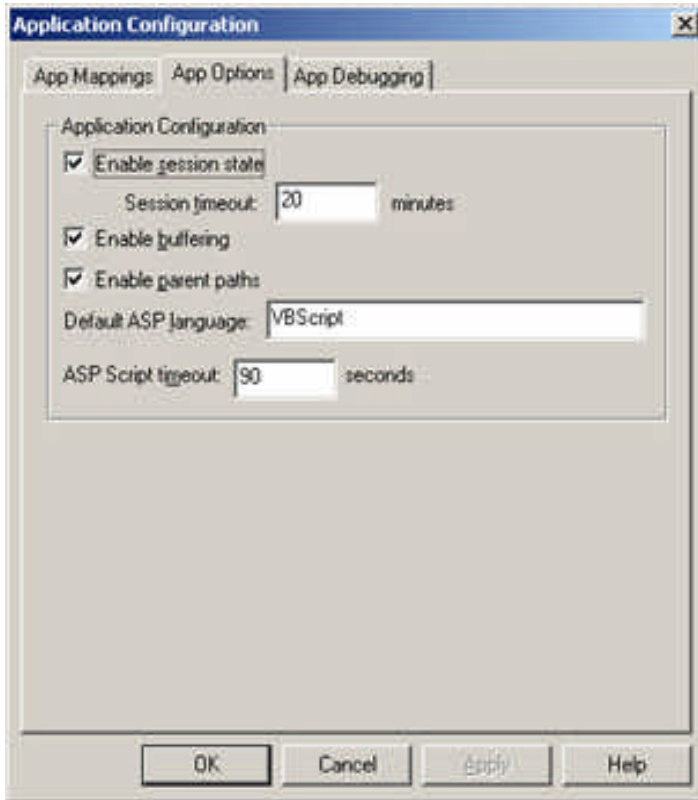 Application Configuration
App Mappings App Options App Debugging
Application Configuration
Enable session state
Session timeout: 20 minutes
Enable buffering
Enable parent paths
Default ASP language: VBScript
ASP Script timeout: 90 seconds
OK Cancel Apply Help